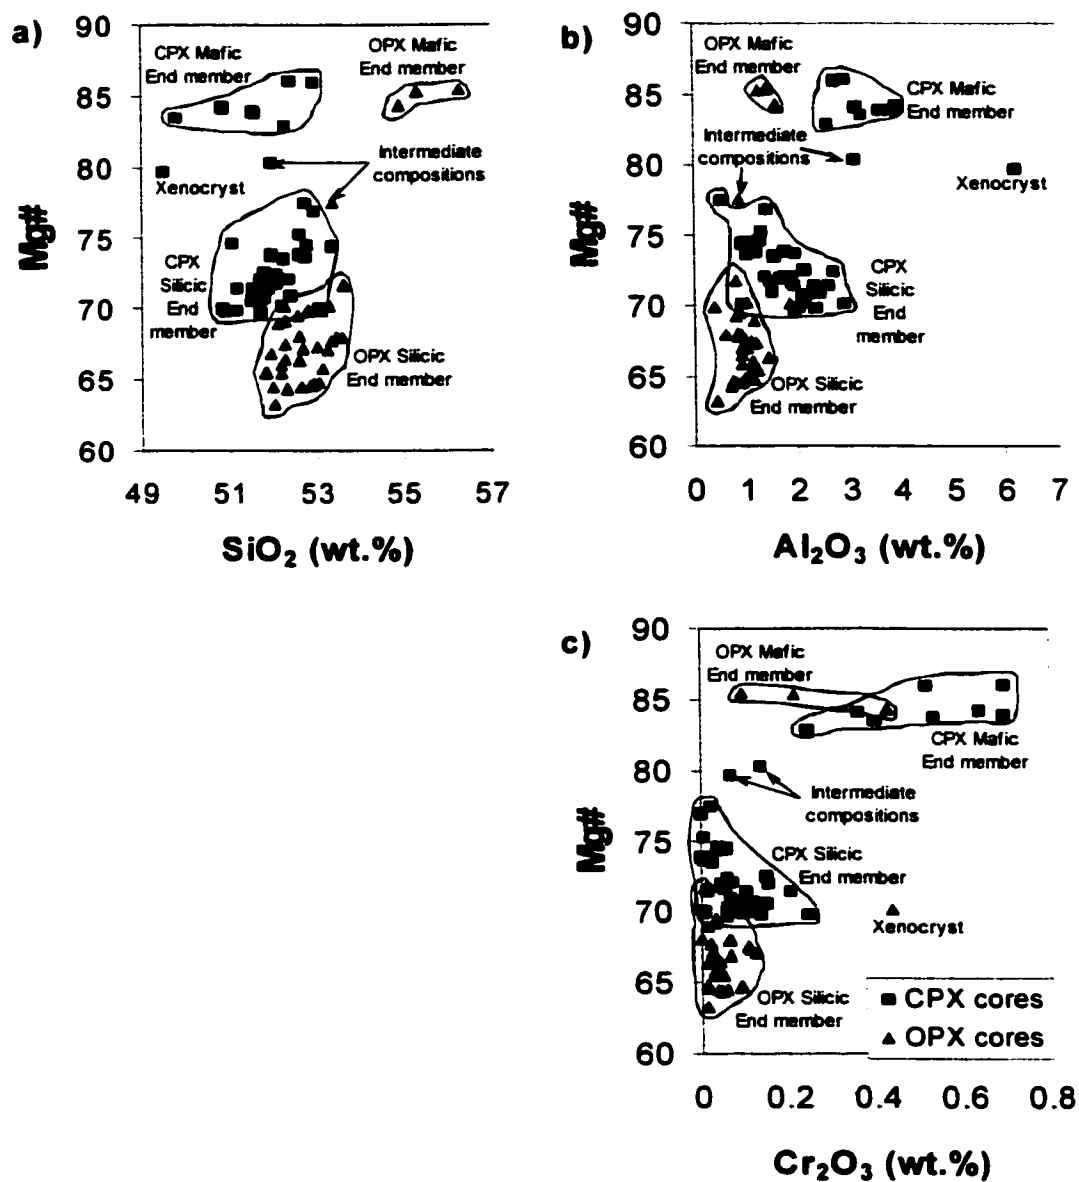 a)
90
85
80
75
70
65
60
Mg#
CPX Mafic
End member
OPX Mafic
End member
Intermediate
compositions
Xenocryst
CPX
Silicic
End
member
OPX Silicic
End member
49 51 53 55 57
SiO₂ (wt.%)
b)
90
85
80
75
70
65
60
Mg#
OPX Mafic
End member
CPX Mafic
End member
Intermediate
compositions
Xenocryst
CPX
Silicic
End
member
OPX Silicic
End member
0 1 2 3 4 5 6 7
Al₂O₃ (wt.%)
c)
90
85
80
75
70
65
60
Mg#
OPX Mafic
End member
CPX Mafic
End member
Intermediate
compositions
CPX Silicic
End member
Xenocryst
OPX Silicic
End member
CPX cores
OPX cores
0 0.2 0.4 0.6 0.8
Cr₂O₃ (wt.%)